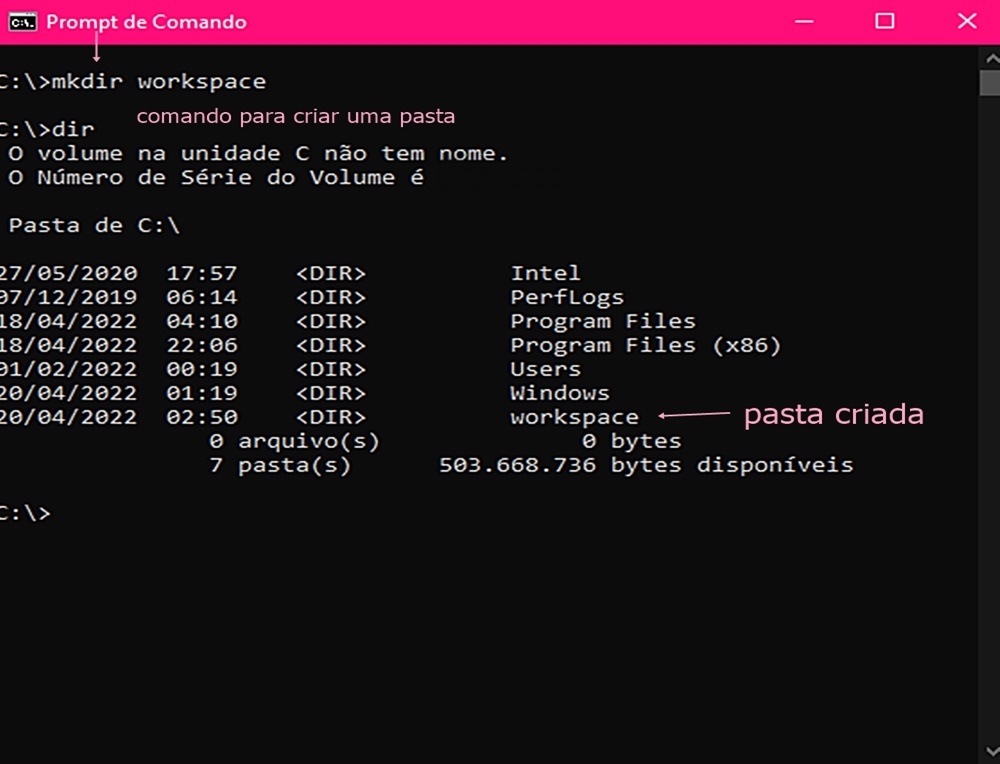 Prompt de Comando
C:\>mkdir workspace
comando para criar uma pasta
C:\>dir
O volume na unidade C não tem nome.
O Número de Série do Volume é
Pasta de C:\
27/05/2020 17:57 <DIR> Intel
07/12/2019 06:14 <DIR> PerfLogs
18/04/2022 04:10 <DIR> Program Files
18/04/2022 22:06 <DIR> Program Files (x86)
01/02/2022 00:19 <DIR> Users
20/04/2022 01:19 <DIR> Windows
20/04/2022 02:50 <DIR> workspace pasta criada
0 arquivo(s) 0 bytes
7 pasta(s) 503.668.736 bytes disponíveis
C:\>